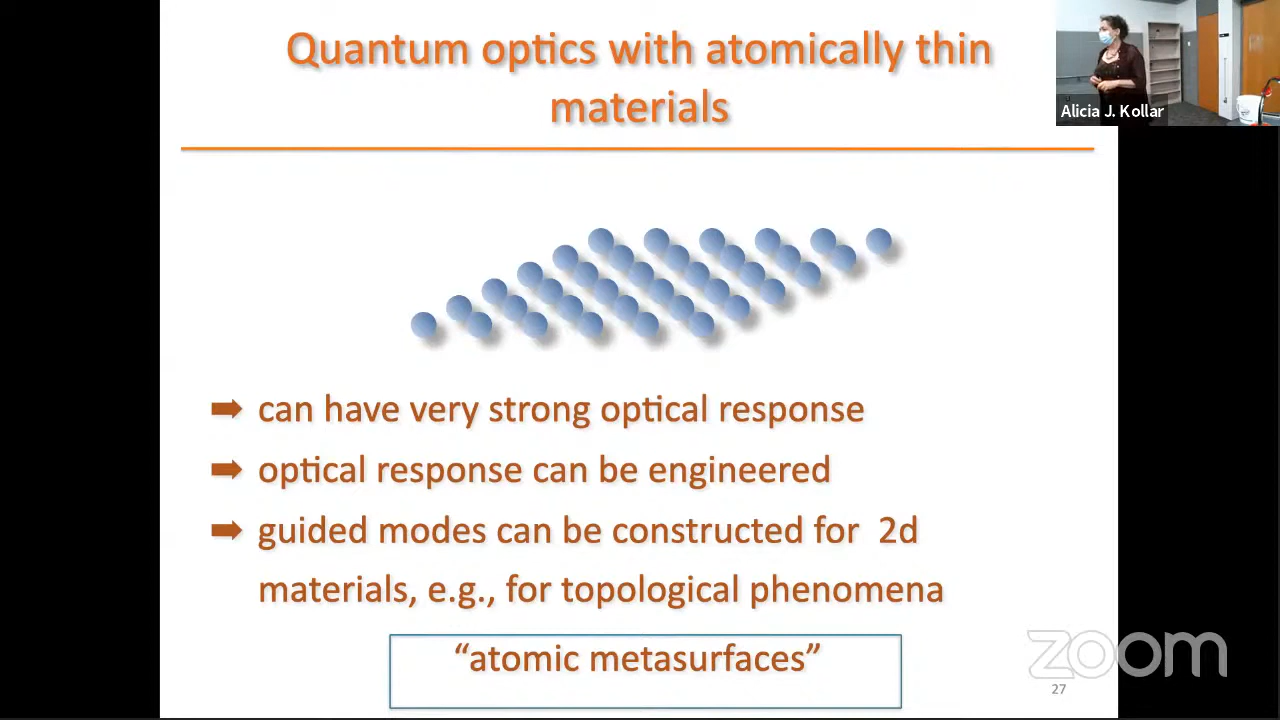 Quantum optics with atomically thin
materials
Alicia J. Kollar
➡ can have very strong optical response
➡ optical response can be engineered
➡ guided modes can be constructed for 2d
materials, e.g., for topological phenomena
“atomic metasurfaces”
zoom
27